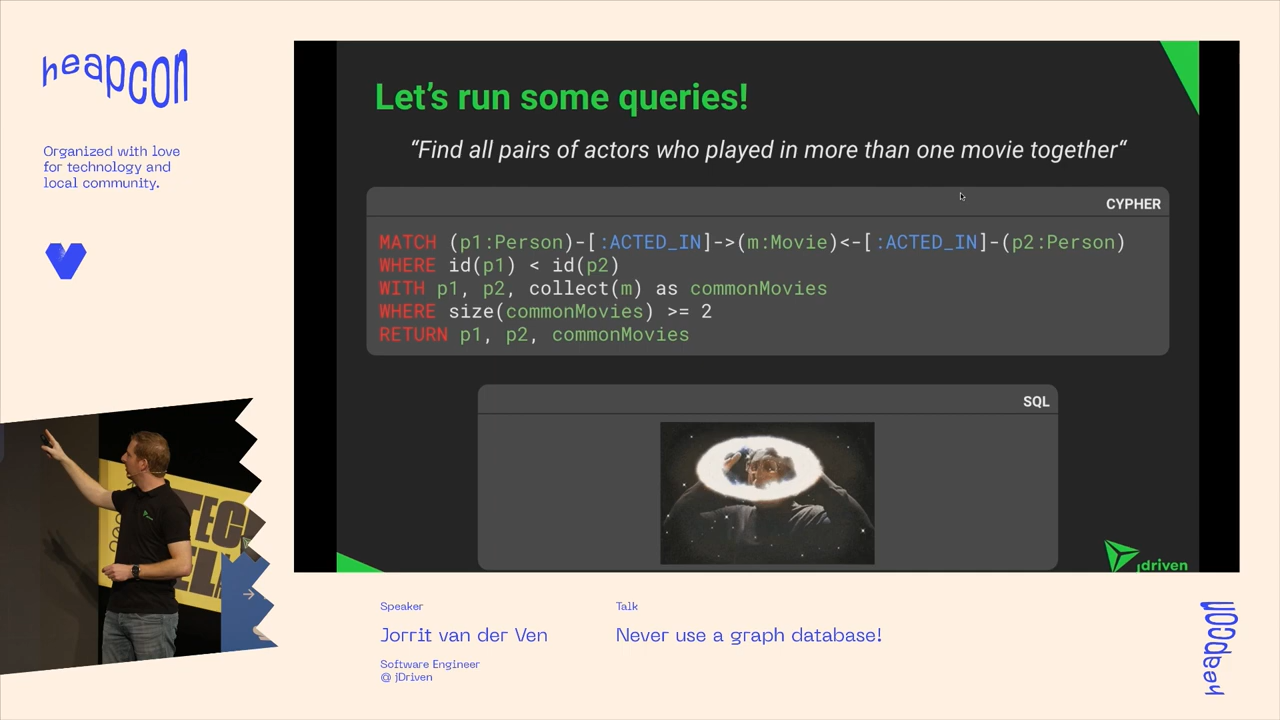 heapcon
Organized with love
for technology and
local community.
Let's run some queries!
“Find all pairs of actors who played in more than one movie together“
CYPHER
MATCH (p1:Person)-[:ACTED_IN]->(m:Movie)<-[:ACTED_IN]-(p2:Person)
WHERE id(p1) < id(p2)
WITH p1, p2, collect(m) as commonMovies
WHERE size(commonMovies) >= 2
RETURN p1, p2, commonMovies
SQL
jdriven
Speaker
Jorrit van der Ven
Software Engineer
@ jDriven
Talk
Never use a graph database!
heapcon